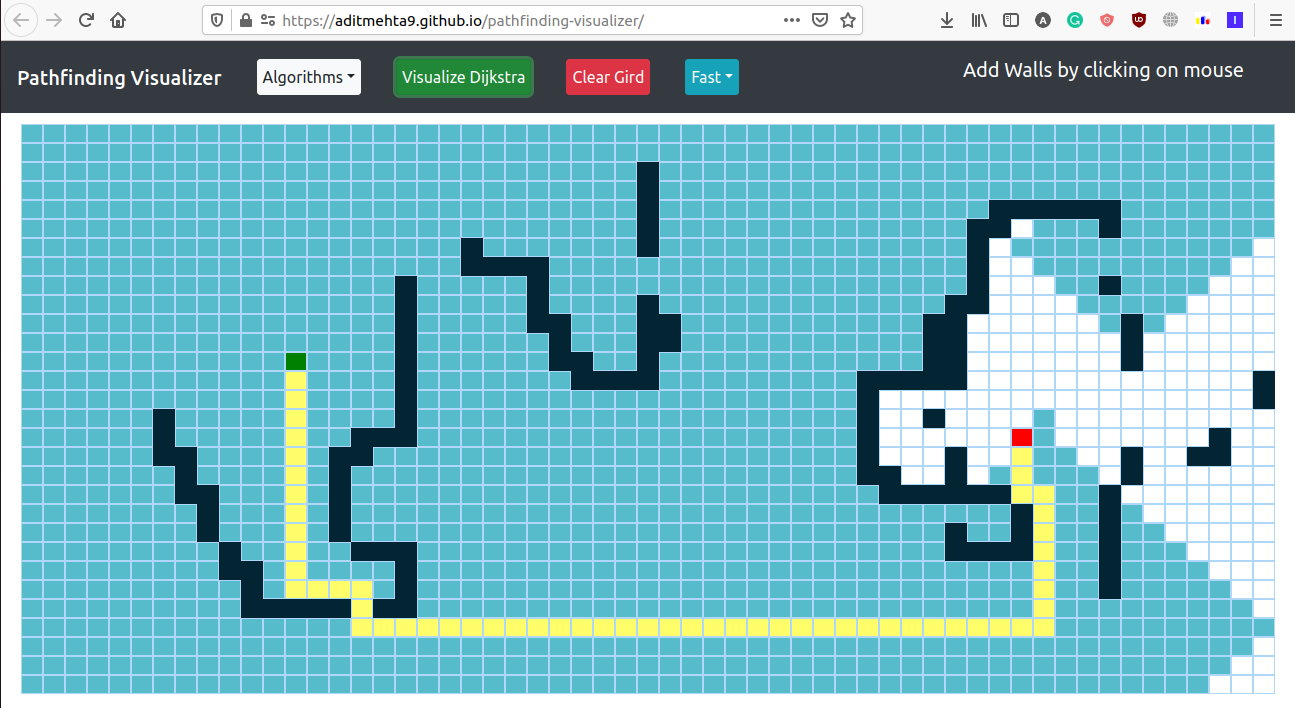 https://aditmehta9.github.io/pathfinding-visualizer/
Pathfinding Visualizer
Algorithms
Visualize Dijkstra
Clear Gird
Fast
Add Walls by clicking on mouse